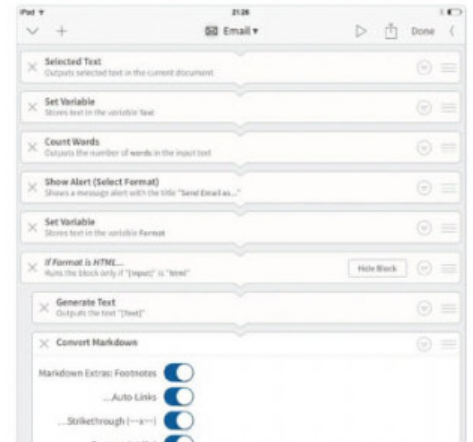 iPad 21:26
Email ▾ Done
Selected Text
Outputs selected text in the current document
Set Variable
Stores text in the variable Text
Count Words
Outputs the number of words in the input text
Show Alert (Select Format)
Shows a message alert with the title "Send Email as..."
Set Variable
Stores text in the variable Format
If Format is HTML...
Runs the block only if "[Input]" is "html"
Hide Block
Generate Text
Outputs the text "[Text]"
Convert Markdown
Markdown Extras: Footnotes
...Auto Links
...Strikethrough (~~x~~)